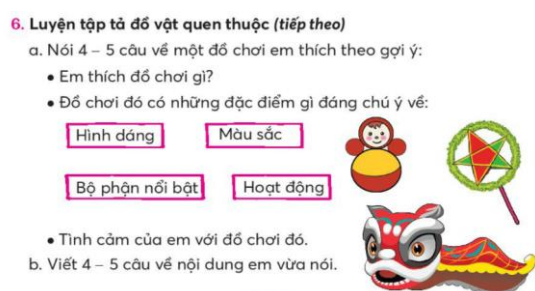 6. Luyện tập tả đồ vật quen thuộc (tiếp theo)
a. Nói 4 – 5 câu về một đồ chơi em thích theo gợi ý:
• Em thích đồ chơi gì?
• Đồ chơi đó có những đặc điểm gì đáng chú ý về:
Hình dáng Màu sắc
Bộ phận nổi bật Hoạt động
• Tình cảm của em với đồ chơi đó.
b. Viết 4 – 5 câu về nội dung em vừa nói.